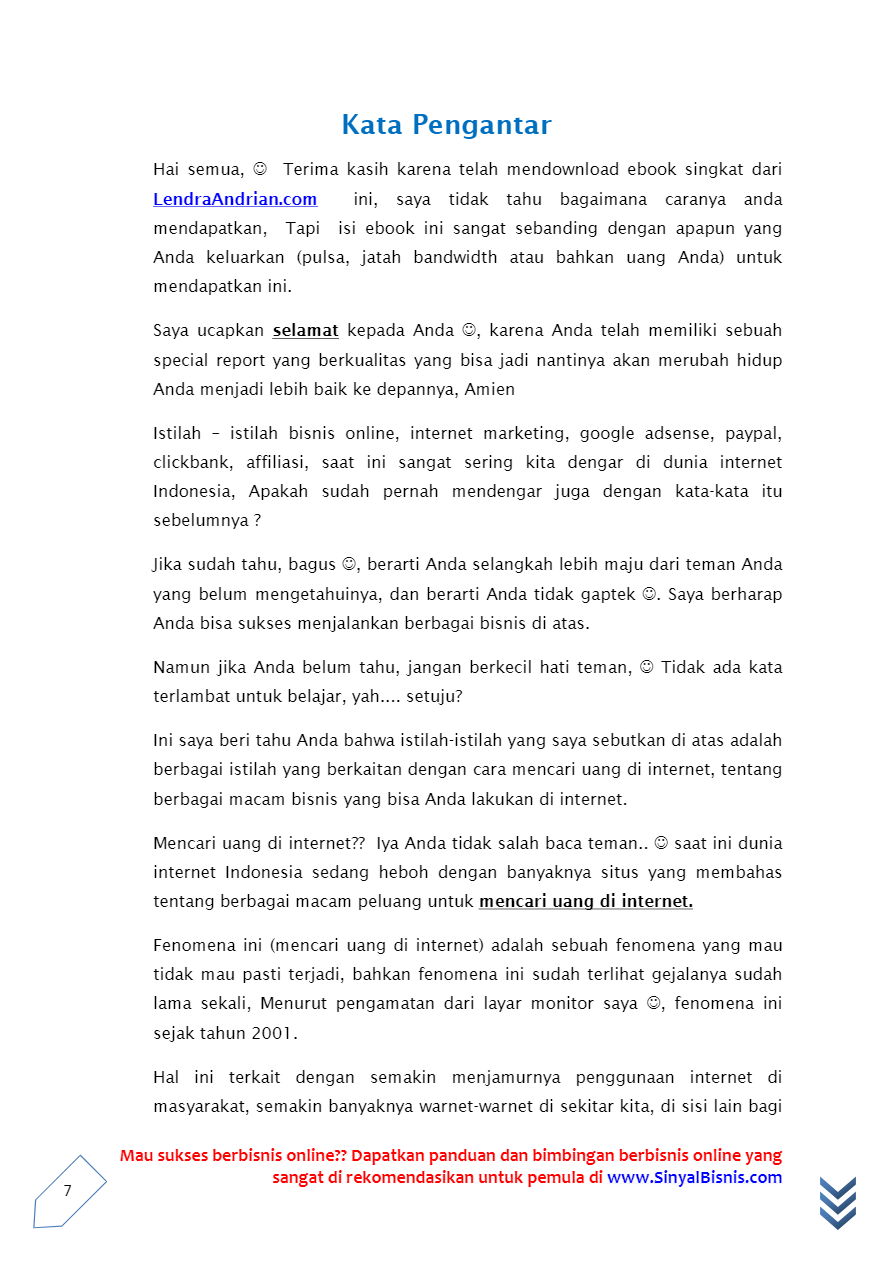 Kata Pengantar
Hai semua, ☺ Terima kasih karena telah mendownload ebook singkat dari
LendraAndrian.com ini, saya tidak tahu bagaimana caranya anda
mendapatkan, Tapi isi ebook ini sangat sebanding dengan apapun yang
Anda keluarkan (pulsa, jatah bandwidth atau bahkan uang Anda) untuk
mendapatkan ini.
Saya ucapkan selamat kepada Anda ☺, karena Anda telah memiliki sebuah
special report yang berkualitas yang bisa jadi nantinya akan merubah hidup
Anda menjadi lebih baik ke depannya, Amien
Istilah – istilah bisnis online, internet marketing, google adsense, paypal,
clickbank, affiliasi, saat ini sangat sering kita dengar di dunia internet
Indonesia, Apakah sudah pernah mendengar juga dengan kata-kata itu
sebelumnya ?
Jika sudah tahu, bagus ☺, berarti Anda selangkah lebih maju dari teman Anda
yang belum mengetahuinya, dan berarti Anda tidak gaptek ☺. Saya berharap
Anda bisa sukses menjalankan berbagai bisnis di atas.
Namun jika Anda belum tahu, jangan berkecil hati teman, ☺ Tidak ada kata
terlambat untuk belajar, yah.... setuju?
Ini saya beri tahu Anda bahwa istilah-istilah yang saya sebutkan di atas adalah
berbagai istilah yang berkaitan dengan cara mencari uang di internet, tentang
berbagai macam bisnis yang bisa Anda lakukan di internet.
Mencari uang di internet?? Iya Anda tidak salah baca teman.. ☺ saat ini dunia
internet Indonesia sedang heboh dengan banyaknya situs yang membahas
tentang berbagai macam peluang untuk mencari uang di internet.
Fenomena ini (mencari uang di internet) adalah sebuah fenomena yang mau
tidak mau pasti terjadi, bahkan fenomena ini sudah terlihat gejalanya sudah
lama sekali, Menurut pengamatan dari layar monitor saya ☺, fenomena ini
sejak tahun 2001.
Hal ini terkait dengan semakin menjamurnya penggunaan internet di
masyarakat, semakin banyaknya warnet-warnet di sekitar kita, di sisi lain bagi
Mau sukses berbisnis online?? Dapatkan panduan dan bimbingan berbisnis online yang
sangat di rekomendasikan untuk pemula di www.SinyalBisnis.com
7